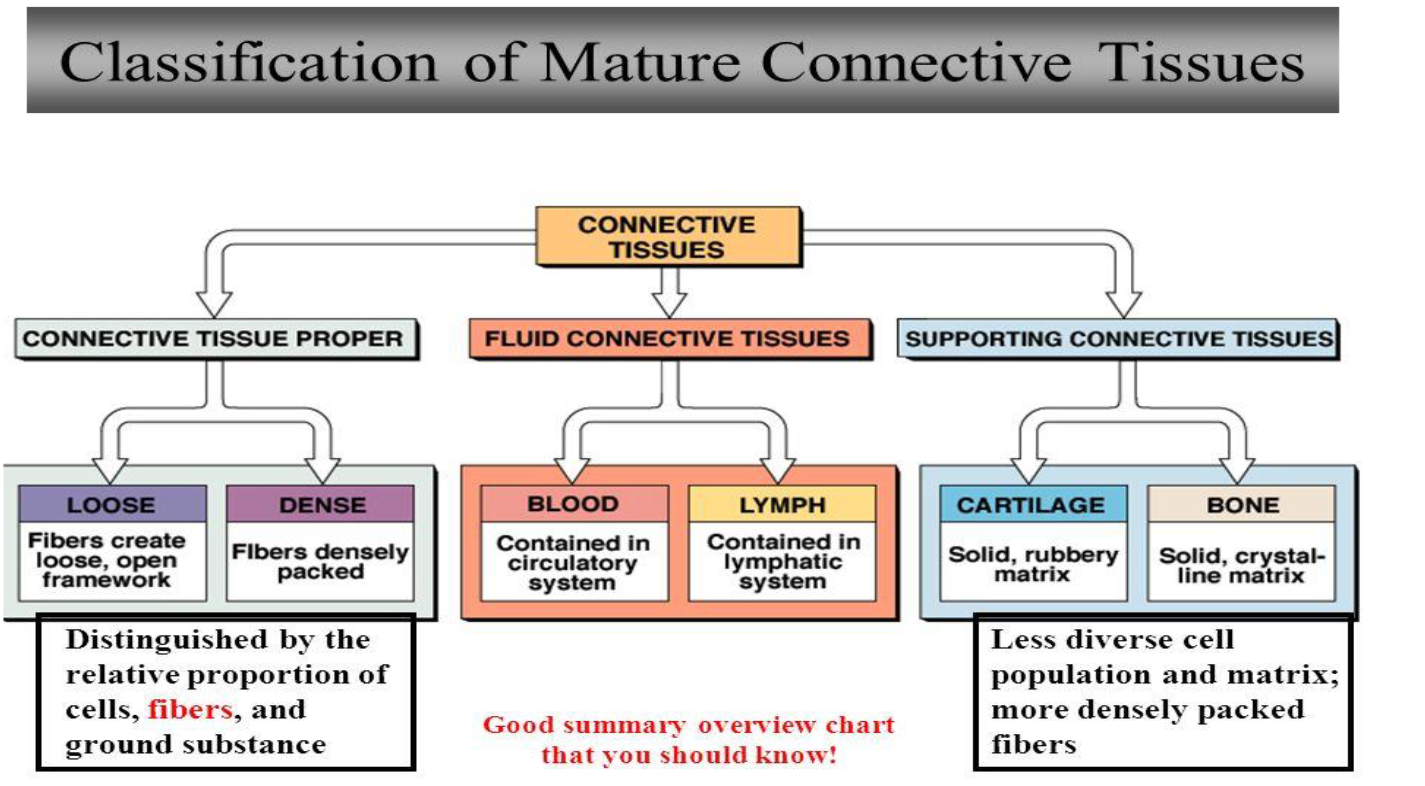 Classification of Mature Connective Tissues
CONNECTIVE
TISSUES
CONNECTIVE TISSUE PROPER
FLUID CONNECTIVE TISSUES
SUPPORTING CONNECTIVE TISSUES
LOOSE
Fibers create
loose, open
framework
DENSE
FIbers densely
packed
BLOOD
Contained in
circulatory
system
LYMPH
Contained in
lymphatic
system
CARTILAGE
Solid, rubbery
matrix
BONE
Solid, crystal-
line matrix
Distinguished by the
relative proportion of
cells, fibers, and
ground substance
Good summary overview chart
that you should know!
Less diverse cell
population and matrix;
more densely packed
fibers